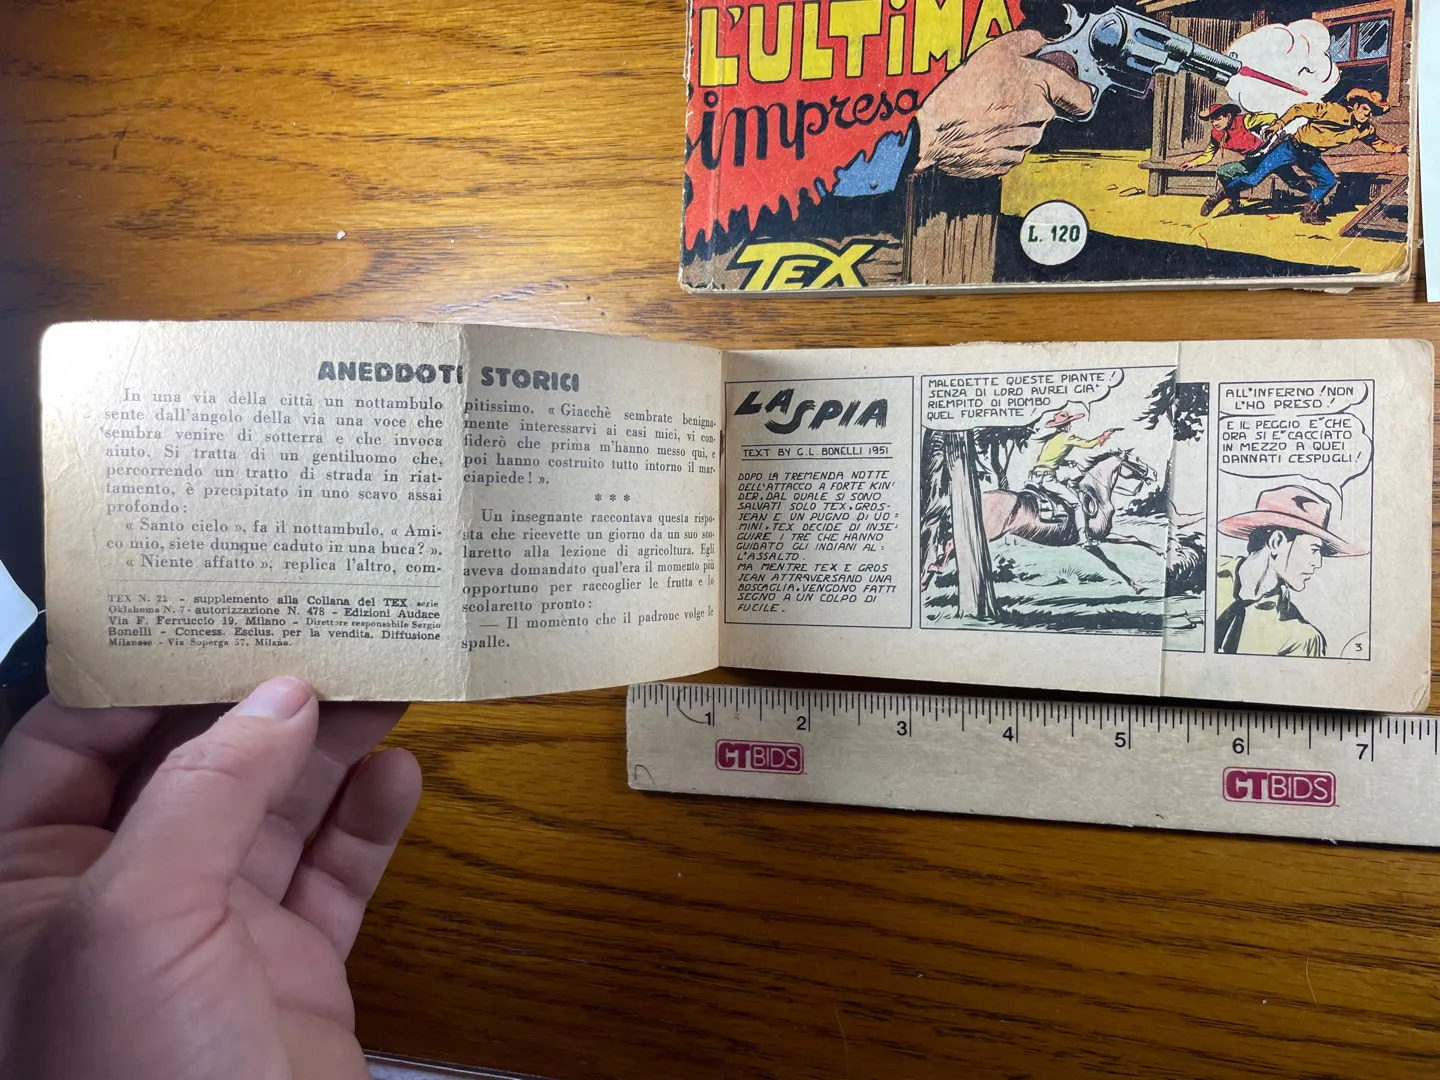 L'ULTIMA
impresa
L. 120
TEX
ANEDDOTI STORICI
In una via della città un nottambulo
sente dall'angolo della via una voce che
sembra venire di sotterra e che invoca
aiuto. Si tratta di un gentiluomo che,
percorrendo un tratto di strada in riat-
tamento, è precipitato in uno scavo assai
profondo:
« Santo cielo », fa il nottambulo. « Ami-
co mio, siete dunque caduto in una buca? ».
« Niente affatto », replica l'altro, com-
TEX N. 22 - supplemento alla Collana del TEX serie
Oklahoma N. 7 - autorizzazione N. 478 - Edizioni Audace
Via F. Ferruccio 19, Milano - Direttore responsabile Sergio
Bonelli - Concess. Esclus. per la vendita, Diffusione
Milanese - Via Soperga 57, Milano.
pitissimo. « Giacchè sembrate benigna-
mente interessarvi ai casi miei, vi con-
fiderò che prima m'hanno messo qui, e
poi hanno costruito tutto intorno il mar-
ciapiede! ».
* * *
Un insegnante raccontava questa rispo-
sta che ricevette un giorno da un suo sco-
laretto alla lezione di agricoltura. Egli
aveva domandato qual'era il momento più
opportuno per raccogliere le frutta e lo
scolaretto pronto:
— Il momento che il padrone volge le
spalle.
LA SPIA
TEXT BY G. L. BONELLI 1951
DOPO LA TREMENDA NOTTE
DELL'ATTACCO A FORTE KIN'
DER, DAL QUALE SI SONO
SALVATI SOLO TEX, GROS-
JEAN E UN PUGNO DI UO=
MINI, TEX DECIDE DI INSE=
GUIRE I TRE CHE HANNO
GUIDATO GLI INDIANI AL=
L'ASSALTO.
MA MENTRE TEX E GROS
JEAN ATTRAVERSANO UNA
BOSCAGLIA, VENGONO FATTI
SEGNO A UN COLPO DI
FUCILE.
MALEDETTE QUESTE PIANTE!
SENZA DI LORO AVREI GIA'
RIEMPITO DI PIOMBO
QUEL FURFANTE!
ALL'INFERNO! NON
L'HO PRESO!
E IL PEGGIO E' CHE
ORA SI E' CACCIATO
IN MEZZO A QUEI
DANNATI CESPUGLI!
3
1 2 3 4 5 6 7
CTBIDS
CTBIDS